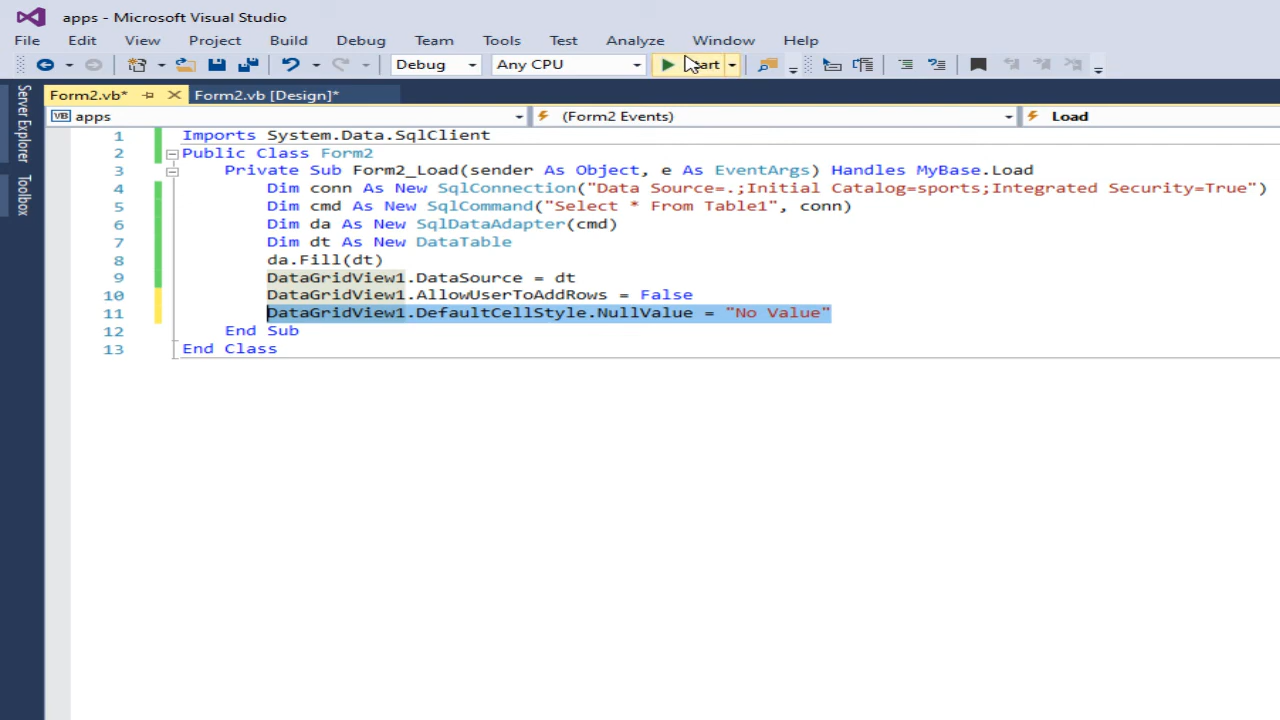 apps - Microsoft Visual Studio
File Edit View Project Build Debug Team Tools Test Analyze Window Help
Debug Any CPU
Form2.vb* Form2.vb [Design]*
VB apps (Form2 Events) Load
Server Explorer
Toolbox
1 Imports System.Data.SqlClient
2 Public Class Form2
3 Private Sub Form2_Load(sender As Object, e As EventArgs) Handles MyBase.Load
4 Dim conn As New SqlConnection("Data Source=.;Initial Catalog=sports;Integrated Security=True")
5 Dim cmd As New SqlCommand("Select * From Table1", conn)
6 Dim da As New SqlDataAdapter(cmd)
7 Dim dt As New DataTable
8 da.Fill(dt)
9 DataGridView1.DataSource = dt
10 DataGridView1.AllowUserToAddRows = False
11 DataGridView1.DefaultCellStyle.NullValue = "No Value"
12 End Sub
13 End Class